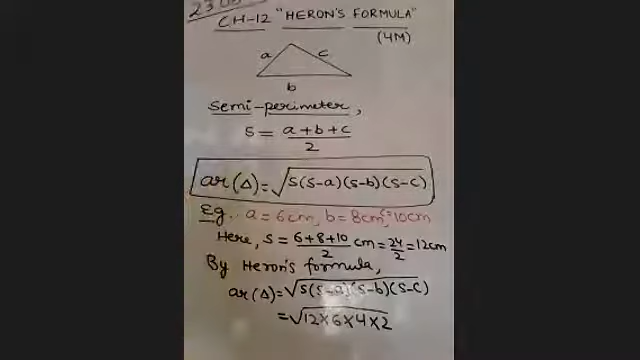 CH-12 "HERON'S FORMULA"
(4M)
a c
b
Semi-perimeter,
S = a+b+c/2
ar(Δ)=√S(S-a)(S-b)(S-c)
Eg. a=6cm, b=8cm, c=10cm
Here, S = 6+8+10/2 cm = 24/2 = 12cm
By Heron's formula,
ar(Δ)=√S(S-a)(S-b)(S-c)
=√12×6×4×2